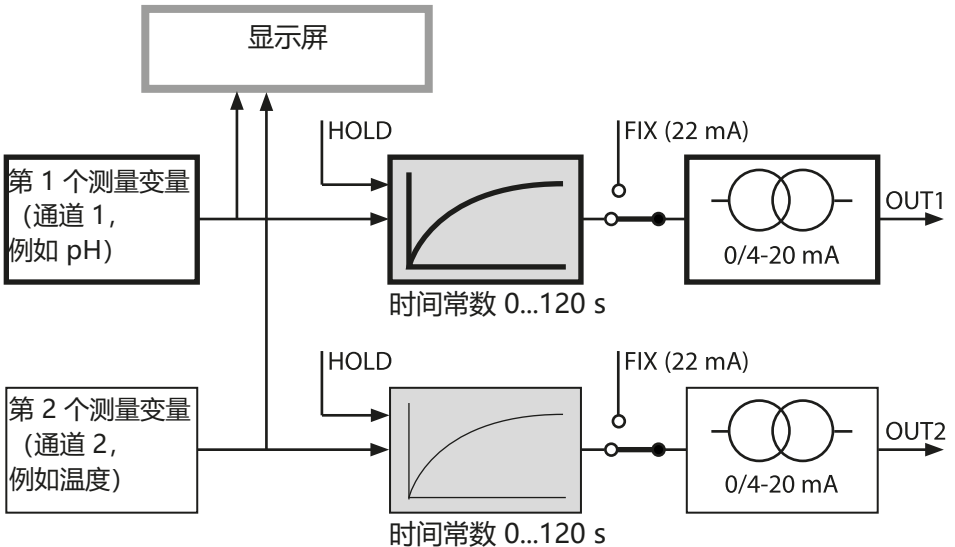 显示屏
HOLD
FIX (22 mA)
第 1 个测量变量
（通道 1，
例如 pH）
OUT1
0/4-20 mA
时间常数 0...120 s
HOLD
FIX (22 mA)
第 2 个测量变量
（通道 2，
例如温度）
OUT2
0/4-20 mA
时间常数 0...120 s